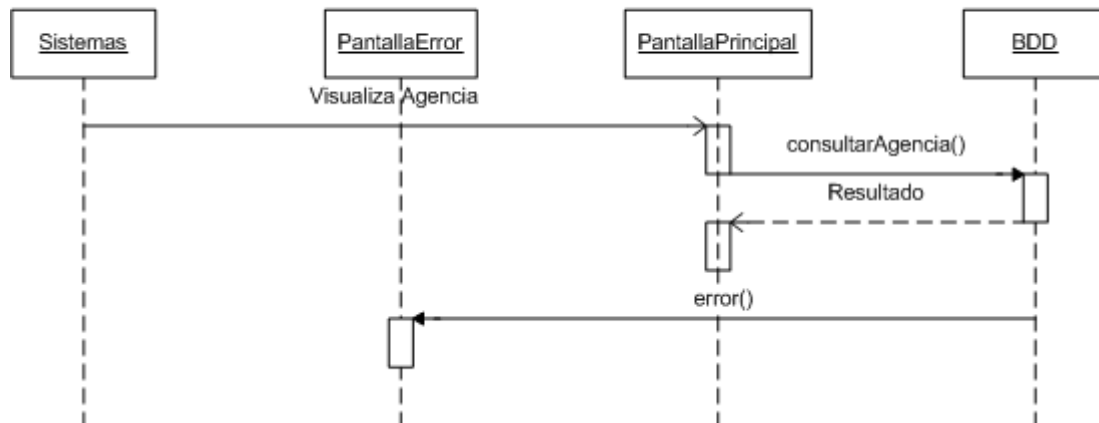 Sistemas
PantallaError
PantallaPrincipal
BDD
Visualiza Agencia
consultarAgencia()
Resultado
error()